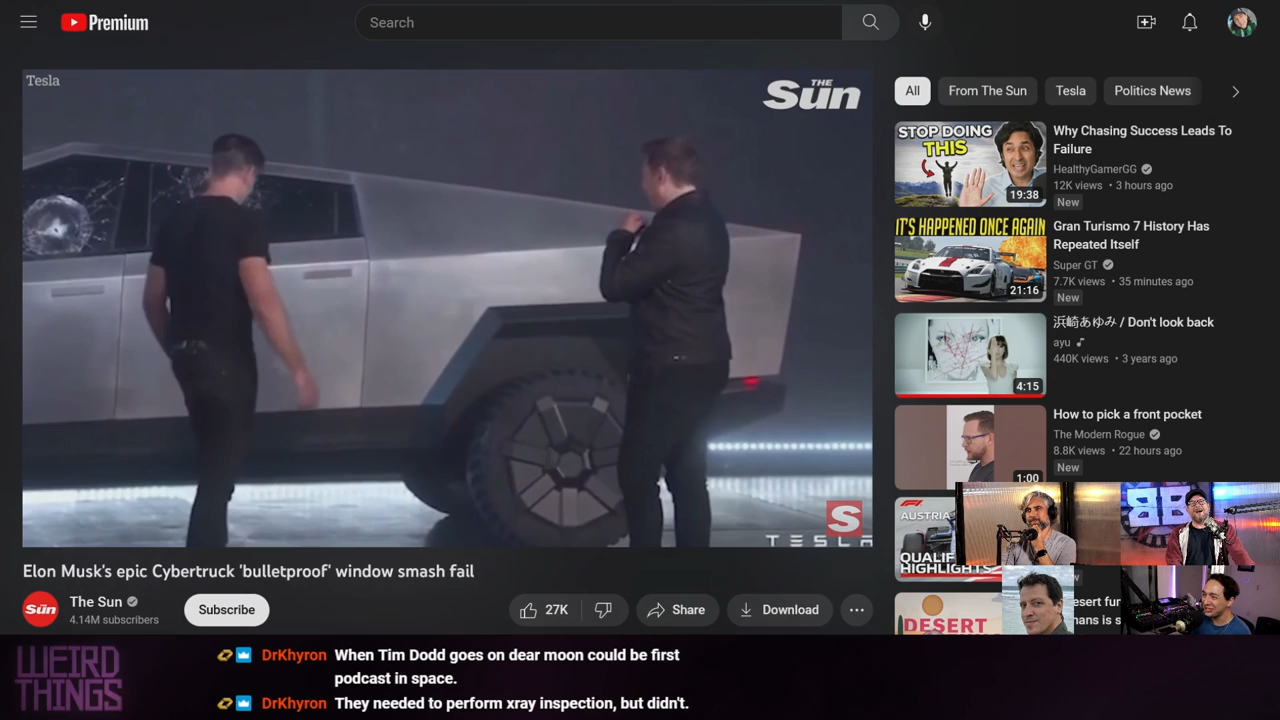 Premium
Search
Tesla
THE
Sun
S
TESLA
Elon Musk's epic Cybertruck 'bulletproof' window smash fail
Sun
The Sun
4.14M subscribers
Subscribe
27K
Share
Download
All
From The Sun
Tesla
Politics News
STOP DOING
THIS
19:38
Why Chasing Success Leads To
Failure
HealthyGamerGG
12K views • 3 hours ago
New
IT'S HAPPENED ONCE AGAIN
21:16
Gran Turismo 7 History Has
Repeated Itself
Super GT
7.7K views • 35 minutes ago
New
4:15
浜崎あゆみ / Don't look back
ayu
440K views • 3 years ago
1:00
How to pick a front pocket
The Modern Rogue
8.8K views • 22 hours ago
New
AUSTRIA
QUALIF
HIGHLIGHTS
DESERT
esert fur
ans is s
WEIRD
THINGS
DrKhyron When Tim Dodd goes on dear moon could be first
podcast in space.
DrKhyron They needed to perform xray inspection, but didn't.